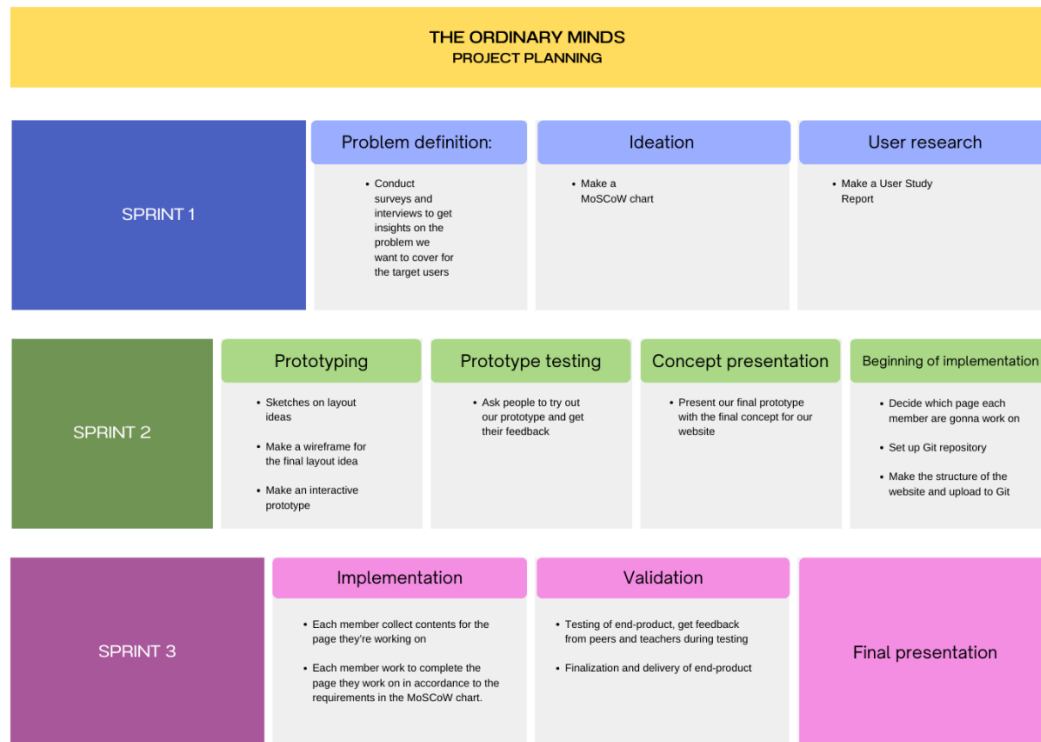 THE ORDINARY MINDS
PROJECT PLANNING
SPRINT 1
Problem definition:
• Conduct
surveys and
interviews to get
insights on the
problem we
want to cover for
the target users
Ideation
• Make a
MoSCoW chart
User research
• Make a User Study
Report
SPRINT 2
Prototyping
• Sketches on layout
ideas
• Make a wireframe for
the final layout idea
• Make an interactive
prototype
Prototype testing
• Ask people to try out
our prototype and get
their feedback
Concept presentation
• Present our final prototype
with the final concept for our
website
Beginning of implementation
• Decide which page each
member are gonna work on
• Set up Git repository
• Make the structure of the
website and upload to Git
SPRINT 3
Implementation
• Each member collect contents for the
page they're working on
• Each member work to complete the
page they work on in accordance to the
requirements in the MoSCoW chart.
Validation
• Testing of end-product, get feedback
from peers and teachers during testing
• Finalization and delivery of end-product
Final presentation